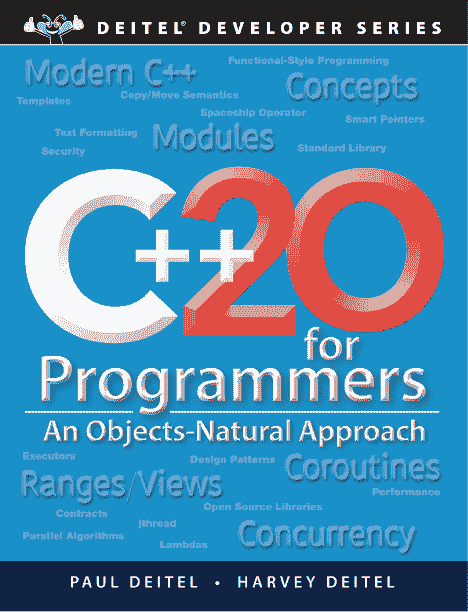 DEITEL® DEVELOPER SERIES
Modern C++
Functional-Style Programming
Concepts
Templates
Copy/Move Semantics
Spaceship Operator
Smart Pointers
Text Formatting
Modules
Security
Standard Library
C++20
for
Programmers
An Objects-Natural Approach
Executors
Design Patterns
Coroutines
Ranges/Views
Performance
Contracts
Open Source Libraries
Jthread
Parallel Algorithms
Lambdas
Concurrency
PAUL DEITEL • HARVEY DEITEL